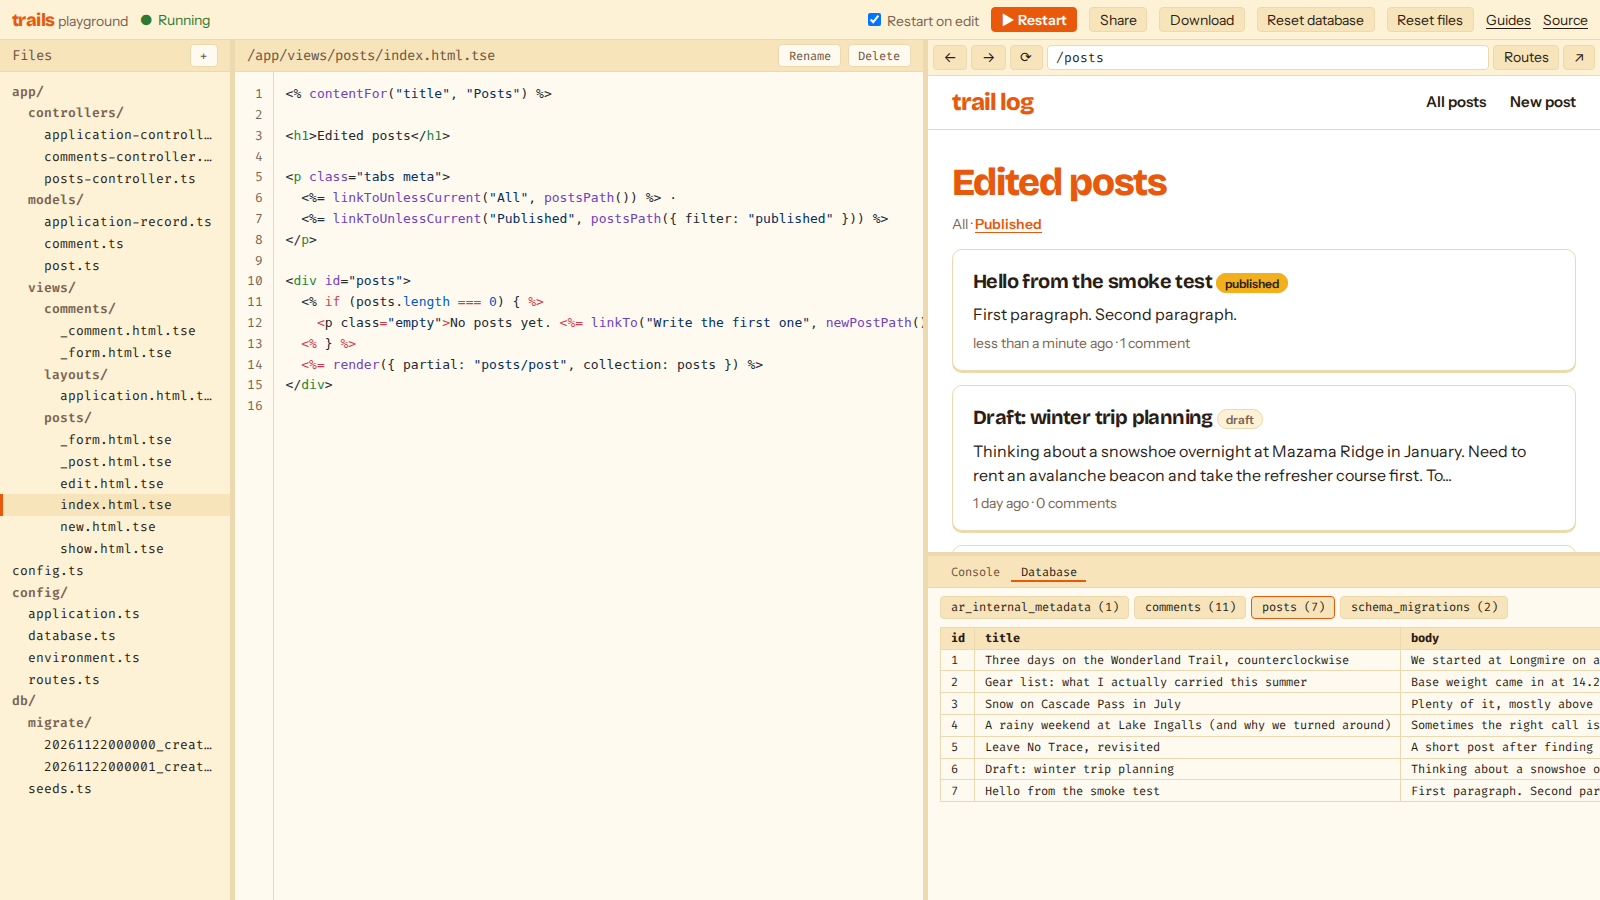 trails playground Running Restart on edit ▶ Restart Share Download Reset database Reset files Guides Source
Files +
app/
controllers/
application-controll…
comments-controller.…
posts-controller.ts
models/
application-record.ts
comment.ts
post.ts
views/
comments/
_comment.html.tse
_form.html.tse
layouts/
application.html.t…
posts/
_form.html.tse
_post.html.tse
edit.html.tse
index.html.tse
new.html.tse
show.html.tse
config.ts
config/
application.ts
database.ts
environment.ts
routes.ts
db/
migrate/
20261122000000_creat…
20261122000001_creat…
seeds.ts
/app/views/posts/index.html.tse Rename Delete
1 <% contentFor("title", "Posts") %>
2
3 <h1>Edited posts</h1>
4
5 <p class="tabs meta">
6 <%= linkToUnlessCurrent("All", postsPath()) %> ·
7 <%= linkToUnlessCurrent("Published", postsPath({ filter: "published" })) %>
8 </p>
9
10 <div id="posts">
11 <% if (posts.length === 0) { %>
12 <p class="empty">No posts yet. <%= linkTo("Write the first one", newPostPath()
13 <% } %>
14 <%= render({ partial: "posts/post", collection: posts }) %>
15 </div>
16
← → ⟳ /posts Routes ↗
trail log All posts New post
Edited posts
All · Published
Hello from the smoke test published
First paragraph. Second paragraph.
less than a minute ago · 1 comment
Draft: winter trip planning draft
Thinking about a snowshoe overnight at Mazama Ridge in January. Need to
rent an avalanche beacon and take the refresher course first. To...
1 day ago · 0 comments
Console Database
ar_internal_metadata (1) comments (11) posts (7) schema_migrations (2)
id title body
1 Three days on the Wonderland Trail, counterclockwise We started at Longmire on a
2 Gear list: what I actually carried this summer Base weight came in at 14.2
3 Snow on Cascade Pass in July Plenty of it, mostly above
4 A rainy weekend at Lake Ingalls (and why we turned around) Sometimes the right call is
5 Leave No Trace, revisited A short post after finding
6 Draft: winter trip planning Thinking about a snowshoe o
7 Hello from the smoke test First paragraph. Second par